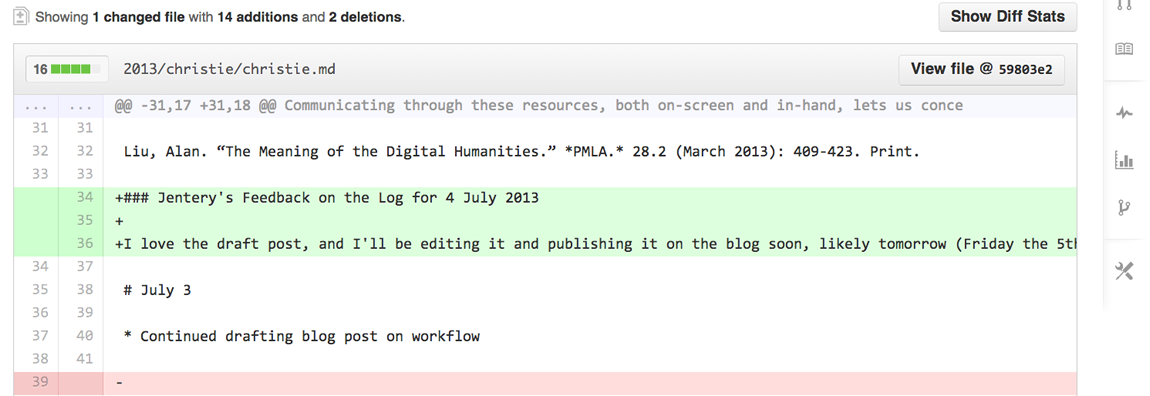 Showing 1 changed file with 14 additions and 2 deletions.
Show Diff Stats
16 2013/christie/christie.md
View file @ 59803e2
... ... @@ -31,17 +31,18 @@ Communicating through these resources, both on-screen and in-hand, lets us conce
31 31
32 32 Liu, Alan. “The Meaning of the Digital Humanities.” *PMLA.* 28.2 (March 2013): 409-423. Print.
33 33
34 +### Jentery's Feedback on the Log for 4 July 2013
35 +
36 +I love the draft post, and I'll be editing it and publishing it on the blog soon, likely tomorrow (Friday the 5th
34 37
35 38 # July 3
36 39
37 40 * Continued drafting blog post on workflow
38 41
39 -